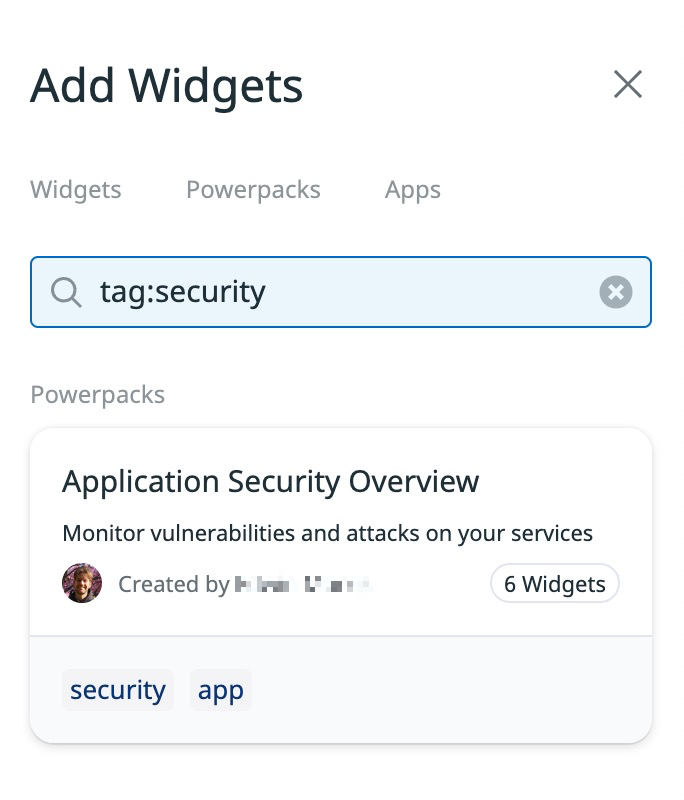 Add Widgets
Widgets Powerpacks Apps
tag:security
Powerpacks
Application Security Overview
Monitor vulnerabilities and attacks on your services
Created by
6 Widgets
security app